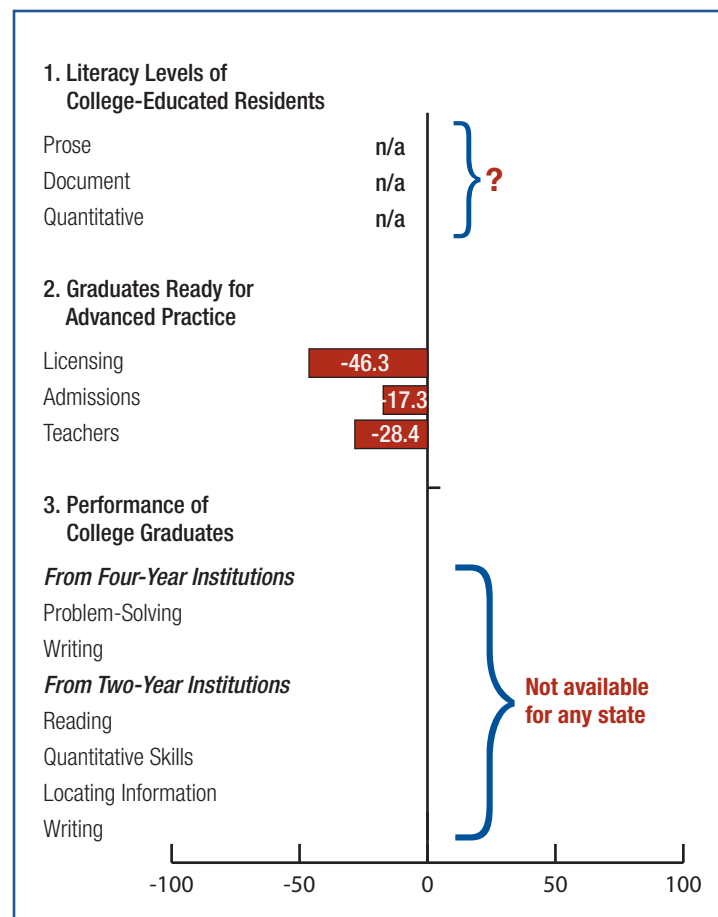 1. Literacy Levels of
College-Educated Residents
Prose n/a
Document n/a
Quantitative n/a
?
2. Graduates Ready for
Advanced Practice
Licensing -46.3
Admissions -17.3
Teachers -28.4
3. Performance of
College Graduates
From Four-Year Institutions
Problem-Solving
Writing
From Two-Year Institutions
Reading
Quantitative Skills
Locating Information
Writing
Not available
for any state
-100 -50 0 50 100